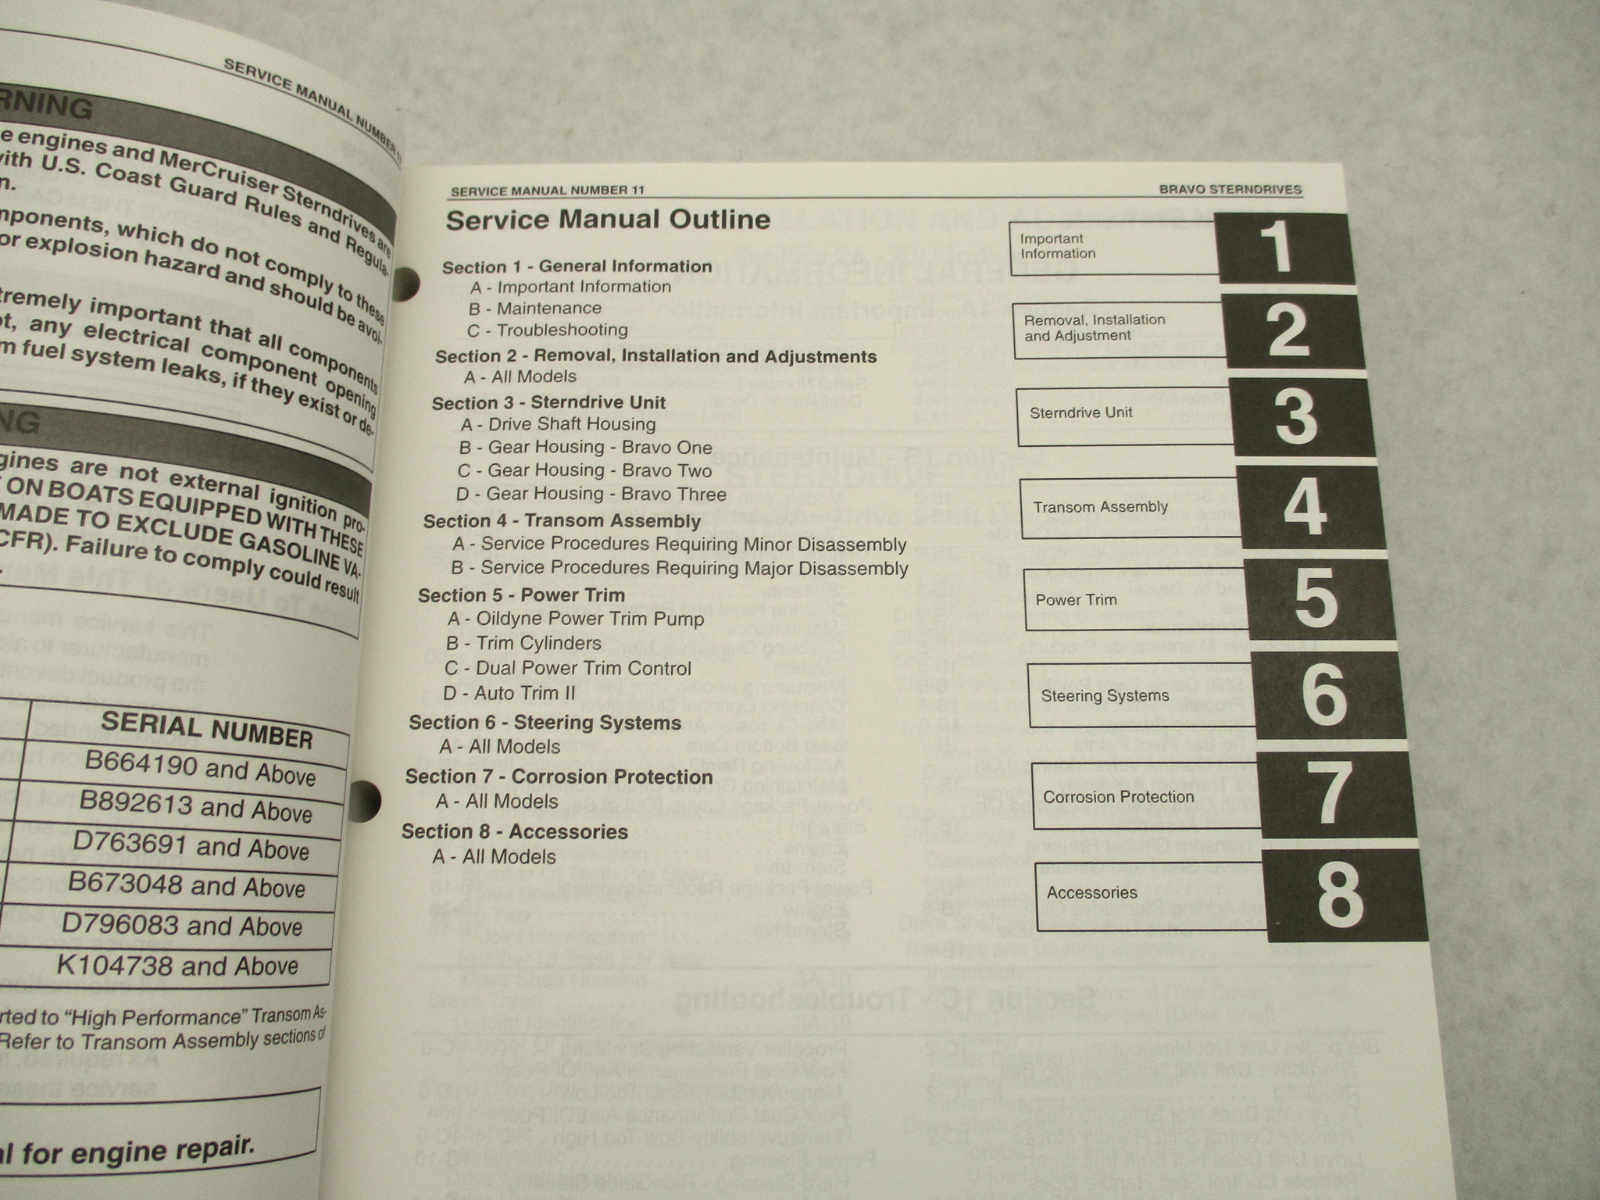 SERVICE MANUAL NUMBER 11
RNING
e engines and MerCruiser Sterndrives are
with U.S. Coast Guard Rules and Regula-
n.
mponents, which do not comply to these
or explosion hazard and should be avoi-
tremely important that all components
ot, any electrical component opening
m fuel system leaks, if they exist or de-
NG
gines are not external ignition pro-
ON BOATS EQUIPPED WITH THESE
MADE TO EXCLUDE GASOLINE VA-
CFR). Failure to comply could result
SERIAL NUMBER
B664190 and Above
B892613 and Above
D763691 and Above
B673048 and Above
D796083 and Above
K104738 and Above
rted to “High Performance” Transom As-
Refer to Transom Assembly sections of
al for engine repair.
SERVICE MANUAL NUMBER 11
BRAVO STERNDRIVES
Service Manual Outline
Section 1 - General Information
A - Important Information
B - Maintenance
C - Troubleshooting
Section 2 - Removal, Installation and Adjustments
A - All Models
Section 3 - Sterndrive Unit
A - Drive Shaft Housing
B - Gear Housing - Bravo One
C - Gear Housing - Bravo Two
D - Gear Housing - Bravo Three
Section 4 - Transom Assembly
A - Service Procedures Requiring Minor Disassembly
B - Service Procedures Requiring Major Disassembly
Section 5 - Power Trim
A - Oildyne Power Trim Pump
B - Trim Cylinders
C - Dual Power Trim Control
D - Auto Trim II
Section 6 - Steering Systems
A - All Models
Section 7 - Corrosion Protection
A - All Models
Section 8 - Accessories
A - All Models
Important
Information
1
Removal, Installation
and Adjustment
2
Sterndrive Unit
3
Transom Assembly
4
Power Trim
5
Steering Systems
6
Corrosion Protection
7
Accessories
8